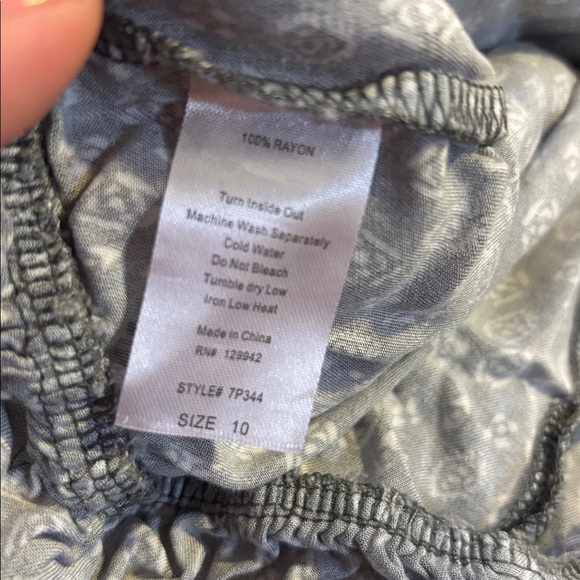 100% RAYON
Turn Inside Out
Machine Wash Separately
Cold Water
Do Not Bleach
Tumble dry Low
Iron Low Heat
Made in China
RN# 129942
STYLE# 7P344
SIZE 10